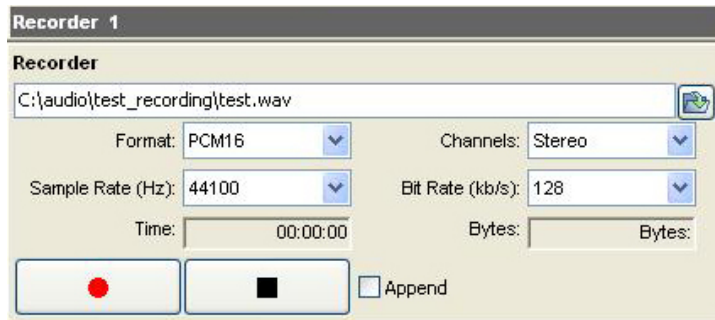 Recorder 1
Recorder
C:\audio\test_recording\test.wav
Format: PCM16 Channels: Stereo
Sample Rate (Hz): 44100 Bit Rate (kb/s): 128
Time: 00:00:00 Bytes: Bytes:
Append